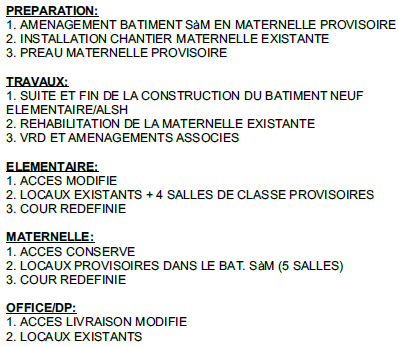 PREPARATION:
1. AMENAGEMENT BATIMENT SàM EN MATERNELLE PROVISOIRE
2. INSTALLATION CHANTIER MATERNELLE EXISTANTE
3. PREAU MATERNELLE PROVISOIRE
TRAVAUX:
1. SUITE ET FIN DE LA CONSTRUCTION DU BATIMENT NEUF
ELEMENTAIRE/ALSH
2. REHABILITATION DE LA MATERNELLE EXISTANTE
3. VRD ET AMENAGEMENTS ASSOCIES
ELEMENTAIRE:
1. ACCES MODIFIE
2. LOCAUX EXISTANTS + 4 SALLES DE CLASSE PROVISOIRES
3. COUR REDEFINIE
MATERNELLE:
1. ACCES CONSERVE
2. LOCAUX PROVISOIRES DANS LE BAT. SàM (5 SALLES)
3. COUR REDEFINIE
OFFICE/DP:
1. ACCES LIVRAISON MODIFIE
2. LOCAUX EXISTANTS